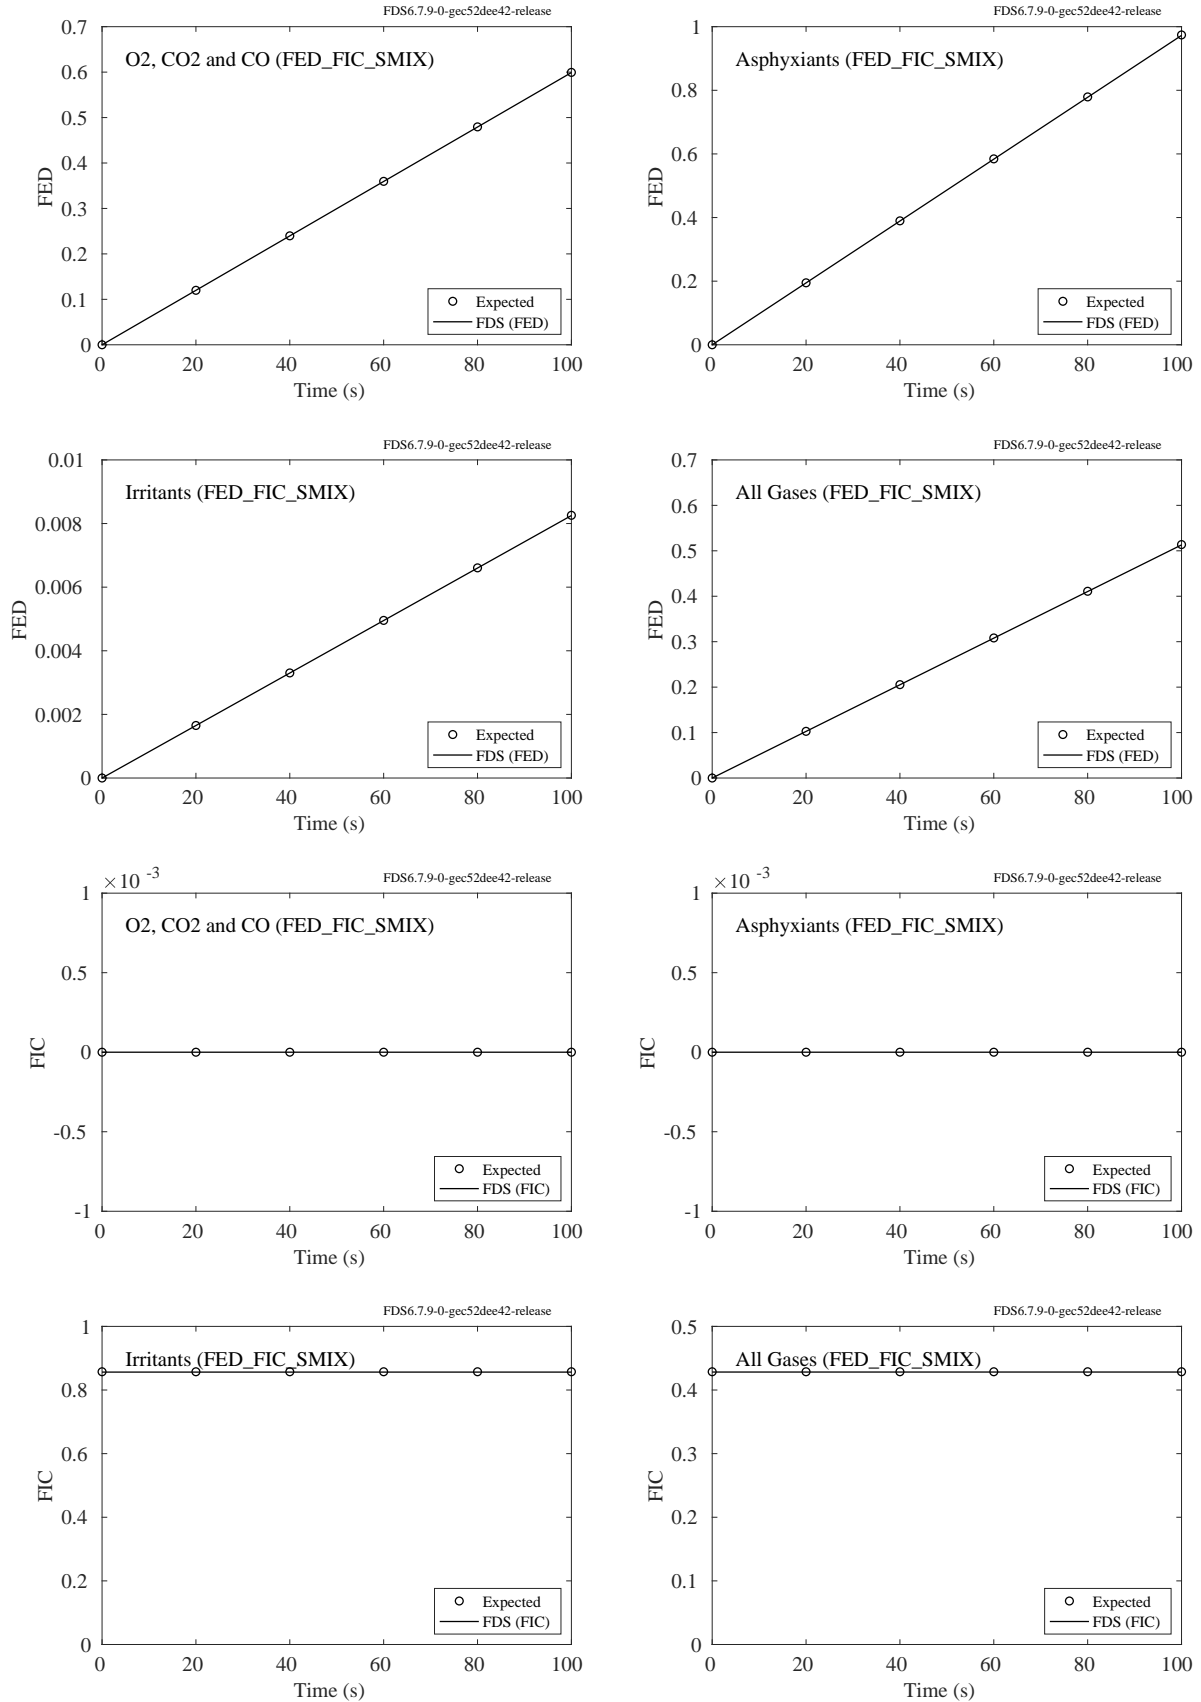 FDS6.7.9-0-gec52dee42-release
O2, CO2 and CO (FED_FIC_SMIX)
0.7
0.6
0.5
0.4
0.3
0.2
0.1
0
FED
Expected
FDS (FED)
0 20 40 60 80 100
Time (s)
FDS6.7.9-0-gec52dee42-release
Asphyxiants (FED_FIC_SMIX)
1
0.8
0.6
0.4
0.2
0
FED
Expected
FDS (FED)
0 20 40 60 80 100
Time (s)
FDS6.7.9-0-gec52dee42-release
Irritants (FED_FIC_SMIX)
0.01
0.008
0.006
0.004
0.002
0
FED
Expected
FDS (FED)
0 20 40 60 80 100
Time (s)
FDS6.7.9-0-gec52dee42-release
All Gases (FED_FIC_SMIX)
0.7
0.6
0.5
0.4
0.3
0.2
0.1
0
FED
Expected
FDS (FED)
0 20 40 60 80 100
Time (s)
×10 -3
FDS6.7.9-0-gec52dee42-release
O2, CO2 and CO (FED_FIC_SMIX)
1
0.5
0
-0.5
-1
FIC
Expected
FDS (FIC)
0 20 40 60 80 100
Time (s)
×10 -3
FDS6.7.9-0-gec52dee42-release
Asphyxiants (FED_FIC_SMIX)
1
0.5
0
-0.5
-1
FIC
Expected
FDS (FIC)
0 20 40 60 80 100
Time (s)
FDS6.7.9-0-gec52dee42-release
Irritants (FED_FIC_SMIX)
1
0.8
0.6
0.4
0.2
0
FIC
Expected
FDS (FIC)
0 20 40 60 80 100
Time (s)
FDS6.7.9-0-gec52dee42-release
All Gases (FED_FIC_SMIX)
0.5
0.4
0.3
0.2
0.1
0
FIC
Expected
FDS (FIC)
0 20 40 60 80 100
Time (s)